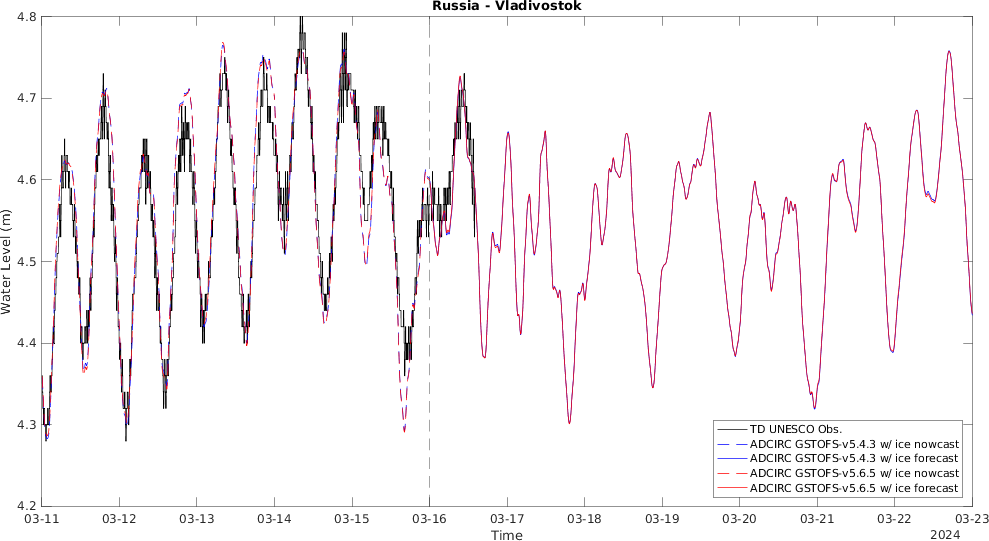 Russia - Vladivostok
4.8
4.7
4.6
4.5
4.4
4.3
4.2
Water Level (m)
TD UNESCO Obs.
ADCIRC GSTOFS-v5.4.3 w/ ice nowcast
ADCIRC GSTOFS-v5.4.3 w/ ice forecast
ADCIRC GSTOFS-v5.6.5 w/ ice nowcast
ADCIRC GSTOFS-v5.6.5 w/ ice forecast
03-11 03-12 03-13 03-14 03-15 03-16 03-17 03-18 03-19 03-20 03-21 03-22 03-23
Time 2024